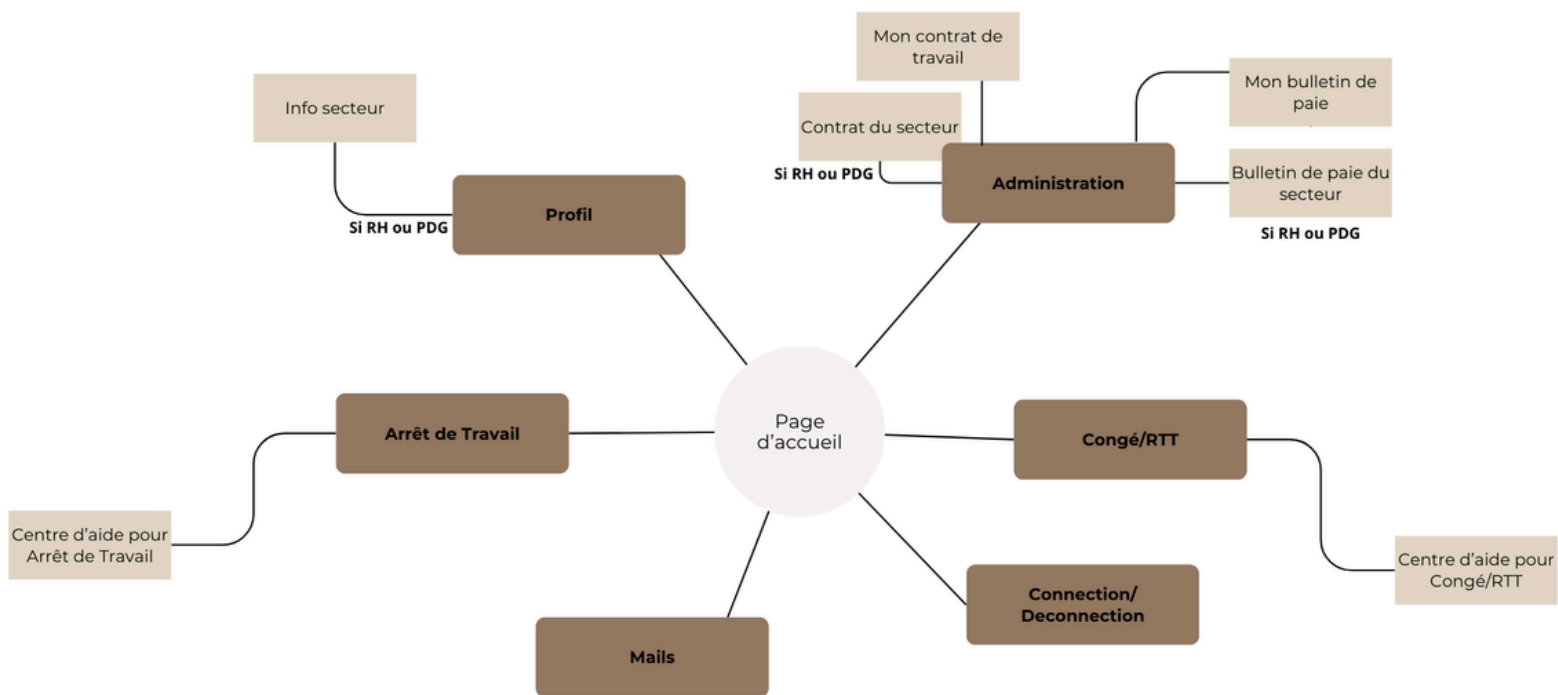 Mon contrat de
travail
Info secteur
Mon bulletin de
paie
Contrat du secteur
Si RH ou PDG
Administration
Bulletin de paie du
secteur
Si RH ou PDG
Profil
Si RH ou PDG
Page
d’accueil
Arrêt de Travail
Congé/RTT
Centre d’aide pour
Arrêt de Travail
Centre d’aide pour
Congé/RTT
Connection/
Deconnection
Mails